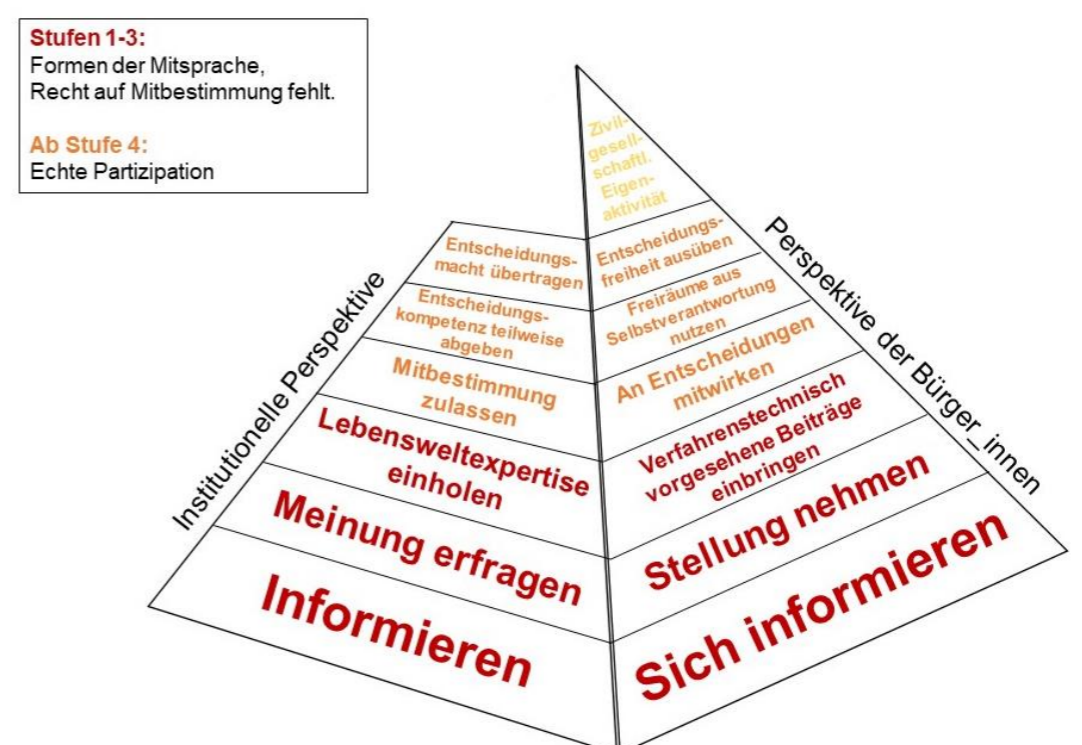 Stufen 1-3:
Formen der Mitsprache,
Recht auf Mitbestimmung fehlt.
Ab Stufe 4:
Echte Partizipation
Institutionelle Perspektive
Entscheidungs-
macht übertragen
Entscheidungs-
kompetenz teilweise
abgeben
Mitbestimmung
zulassen
Lebensweltexpertise
einholen
Meinung erfragen
Informieren
Zivil-
gesell-
schaftl.
Eigen-
aktivität
Entscheidungs-
freiheit ausüben
Freiräume aus
Selbstverantwortung
nutzen
An Entscheidungen
mitwirken
Verfahrenstechnisch
vorgesehene Beiträge
einbringen
Stellung nehmen
Sich informieren
Perspektive der Bürger_innen